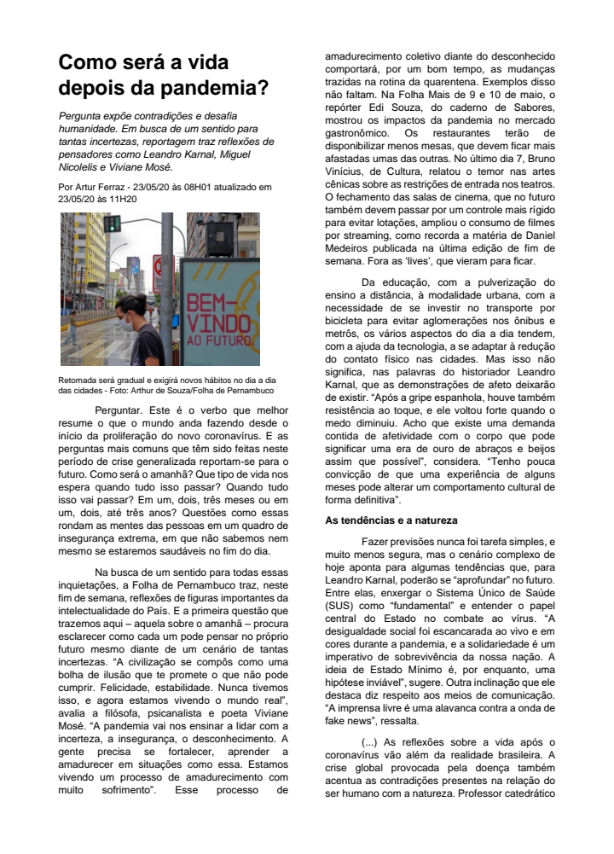 Como será a vida
depois da pandemia?
Pergunta expõe contradições e desafia
humanidade. Em busca de um sentido para
tantas incertezas, reportagem traz reflexões de
pensadores como Leandro Karnal, Miguel
Nicolelis e Viviane Mosé.
Por Artur Ferraz - 23/05/20 às 08H01 atualizado em
23/05/20 às 11H20
BEM-
VINDO
AO FUTURO
Retomada será gradual e exigirá novos hábitos no dia a dia
das cidades - Foto: Arthur de Souza/Folha de Pernambuco
Perguntar. Este é o verbo que melhor
resume o que o mundo anda fazendo desde o
início da proliferação do novo coronavírus. E as
perguntas mais comuns que têm sido feitas neste
período de crise generalizada reportam-se para o
futuro. Como será o amanhã? Que tipo de vida nos
espera quando tudo isso passar? Quando tudo
isso vai passar? Em um, dois, três meses ou em
um, dois, até três anos? Questões como essas
rondam as mentes das pessoas em um quadro de
insegurança extrema, em que não sabemos nem
mesmo se estaremos saudáveis no fim do dia.
Na busca de um sentido para todas essas
inquietações, a Folha de Pernambuco traz, neste
fim de semana, reflexões de figuras importantes da
intelectualidade do País. E a primeira questão que
trazemos aqui – aquela sobre o amanhã – procura
esclarecer como cada um pode pensar no próprio
futuro mesmo diante de um cenário de tantas
incertezas. “A civilização se compôs como uma
bolha de ilusão que te promete o que não pode
cumprir. Felicidade, estabilidade. Nunca tivemos
isso, e agora estamos vivendo o mundo real”,
avalia a filósofa, psicanalista e poeta Viviane
Mosé. “A pandemia vai nos ensinar a lidar com a
incerteza, a insegurança, o desconhecimento. A
gente precisa se fortalecer, aprender a
amadurecer em situações como essa. Estamos
vivendo um processo de amadurecimento com
muito sofrimento”. Esse processo de
amadurecimento coletivo diante do desconhecido
comportará, por um bom tempo, as mudanças
trazidas na rotina da quarentena. Exemplos disso
não faltam. Na Folha Mais de 9 e 10 de maio, o
repórter Edi Souza, do caderno de Sabores,
mostrou os impactos da pandemia no mercado
gastronômico. Os restaurantes terão de
disponibilizar menos mesas, que devem ficar mais
afastadas umas das outras. No último dia 7, Bruno
Vinícius, de Cultura, relatou o temor nas artes
cênicas sobre as restrições de entrada nos teatros.
O fechamento das salas de cinema, que no futuro
também devem passar por um controle mais rígido
para evitar lotações, ampliou o consumo de filmes
por streaming, como recorda a matéria de Daniel
Medeiros publicada na última edição de fim de
semana. Fora as ‘lives’, que vieram para ficar.
Da educação, com a pulverização do
ensino a distância, à modalidade urbana, com a
necessidade de se investir no transporte por
bicicleta para evitar aglomerações nos ônibus e
metrôs, os vários aspectos do dia a dia tendem,
com a ajuda da tecnologia, a se adaptar à redução
do contato físico nas cidades. Mas isso não
significa, nas palavras do historiador Leandro
Karnal, que as demonstrações de afeto deixarão
de existir. “Após a gripe espanhola, houve também
resistência ao toque, e ele voltou forte quando o
medo diminuiu. Acho que existe uma demanda
contida de afetividade com o corpo que pode
significar uma era de ouro de abraços e beijos
assim que possível”, considera. “Tenho pouca
convicção de que uma experiência de alguns
meses pode alterar um comportamento cultural de
forma definitiva”.
As tendências e a natureza
Fazer previsões nunca foi tarefa simples, e
muito menos segura, mas o cenário complexo de
hoje aponta para algumas tendências que, para
Leandro Karnal, poderão se “aprofundar” no futuro.
Entre elas, enxergar o Sistema Único de Saúde
(SUS) como “fundamental” e entender o papel
central do Estado no combate ao vírus. “A
desigualdade social foi escancarada ao vivo e em
cores durante a pandemia, e a solidariedade é um
imperativo de sobrevivência da nossa nação. A
ideia de Estado Mínimo é, por enquanto, uma
hipótese inviável”, sugere. Outra inclinação que ele
destaca diz respeito aos meios de comunicação.
“A imprensa livre é uma alavanca contra a onda de
fake news”, ressalta.
(...) As reflexões sobre a vida após o
coronavírus vão além da realidade brasileira. A
crise global provocada pela doença também
acentua as contradições presentes na relação do
ser humano com a natureza. Professor catedrático